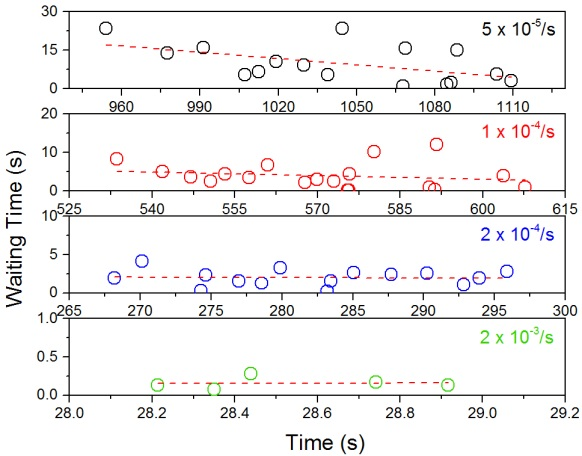 30
15
0
5 x 10⁻⁵/s
960 990 1020 1050 1080 1110
20
10
0
1 x 10⁻⁴/s
525 540 555 570 585 600 615
10
5
0
2 x 10⁻⁴/s
265 270 275 280 285 290 295 300
1.0
0.5
0.0
2 x 10⁻³/s
28.0 28.2 28.4 28.6 28.8 29.0 29.2
Waiting Time (s)
Time (s)